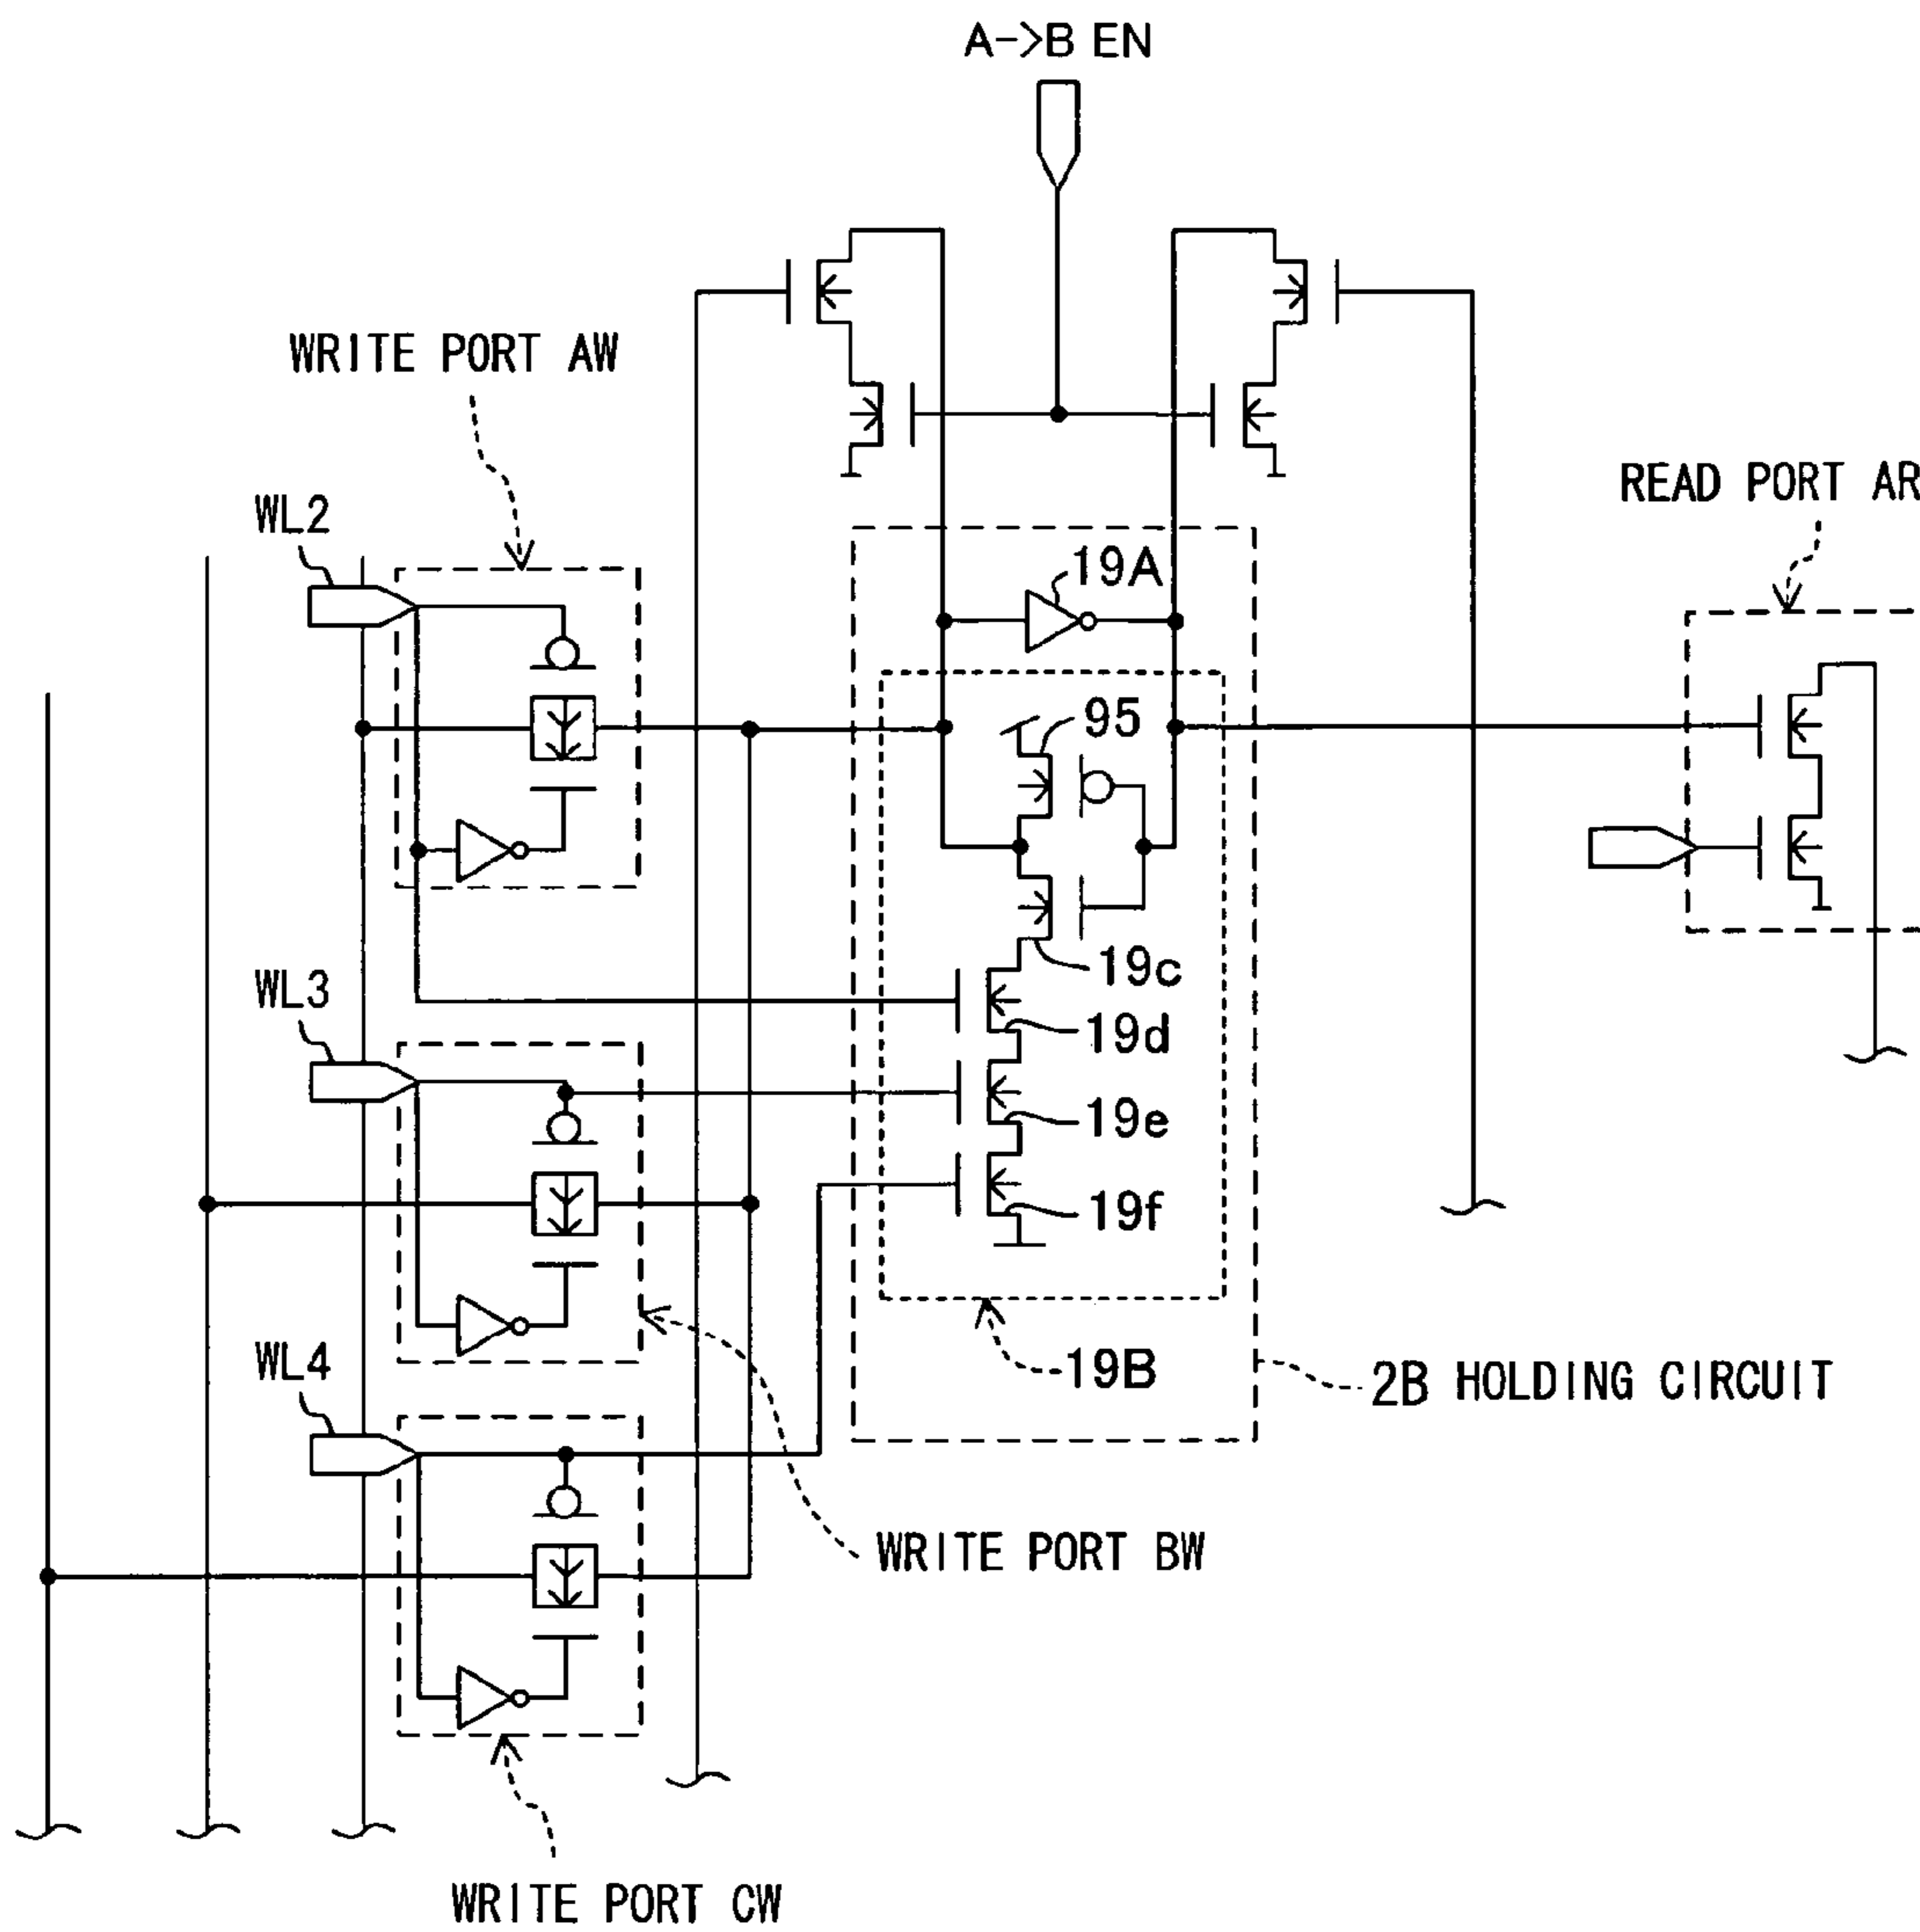 A->B EN
WRITE PORT AW
READ PORT AR
WL2
19A
95
19c
WL3
19d
19e
19f
WL4
19B
2B HOLDING CIRCUIT
WRITE PORT BW
WRITE PORT CW